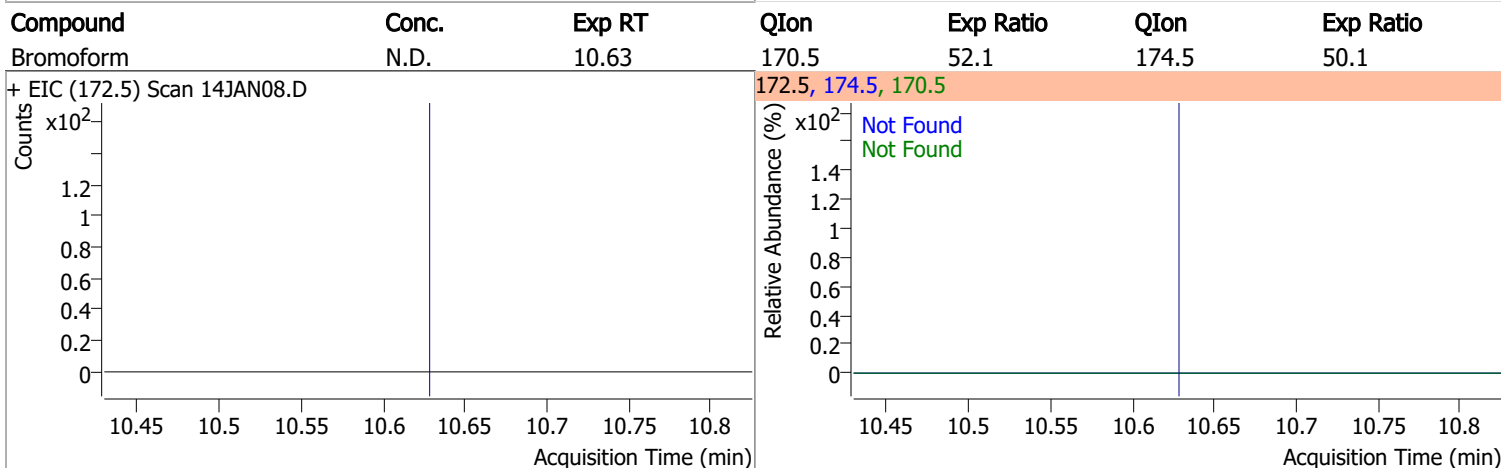 Compound Conc. Exp RT QIon Exp Ratio QIon Exp Ratio
Bromoform N.D. 10.63 170.5 52.1 174.5 50.1
+ EIC (172.5) Scan 14JAN08.D
Counts
x10²
1.2
1
0.8
0.6
0.4
0.2
0
10.45 10.5 10.55 10.6 10.65 10.7 10.75 10.8
Acquisition Time (min)
172.5, 174.5, 170.5
Relative Abundance (%)
x10²
Not Found
Not Found
1.4
1.2
1
0.8
0.6
0.4
0.2
0
10.45 10.5 10.55 10.6 10.65 10.7 10.75 10.8
Acquisition Time (min)